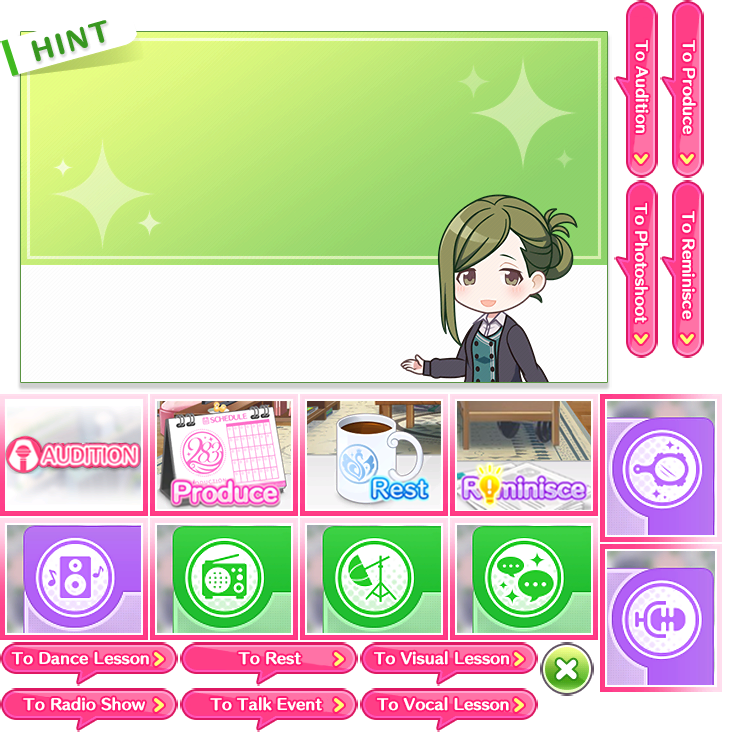 HINT
To Audition
To Produce
To Photoshoot
To Reminisce
AUDITION
SCHEDULE
283
Produce
Rest
Reminisce
To Dance Lesson
To Rest
To Visual Lesson
To Radio Show
To Talk Event
To Vocal Lesson